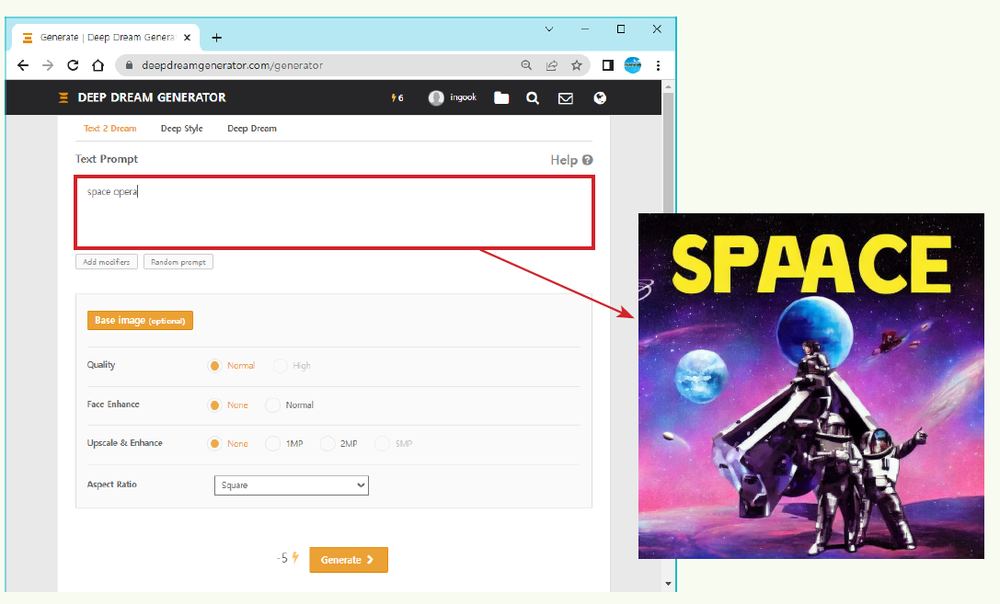 Generate | Deep Dream Genera
deepdreamgenerator.com/generator
DEEP DREAM GENERATOR
6
ingook
Text 2 Dream Deep Style Deep Dream
Text Prompt Help ?
space opera
Add modifiers Random prompt
SPAACE
Base image (optional)
Quality Normal High
Face Enhance None Normal
Upscale & Enhance None 1MP 2MP 5MP
Aspect Ratio Square
-5 Generate